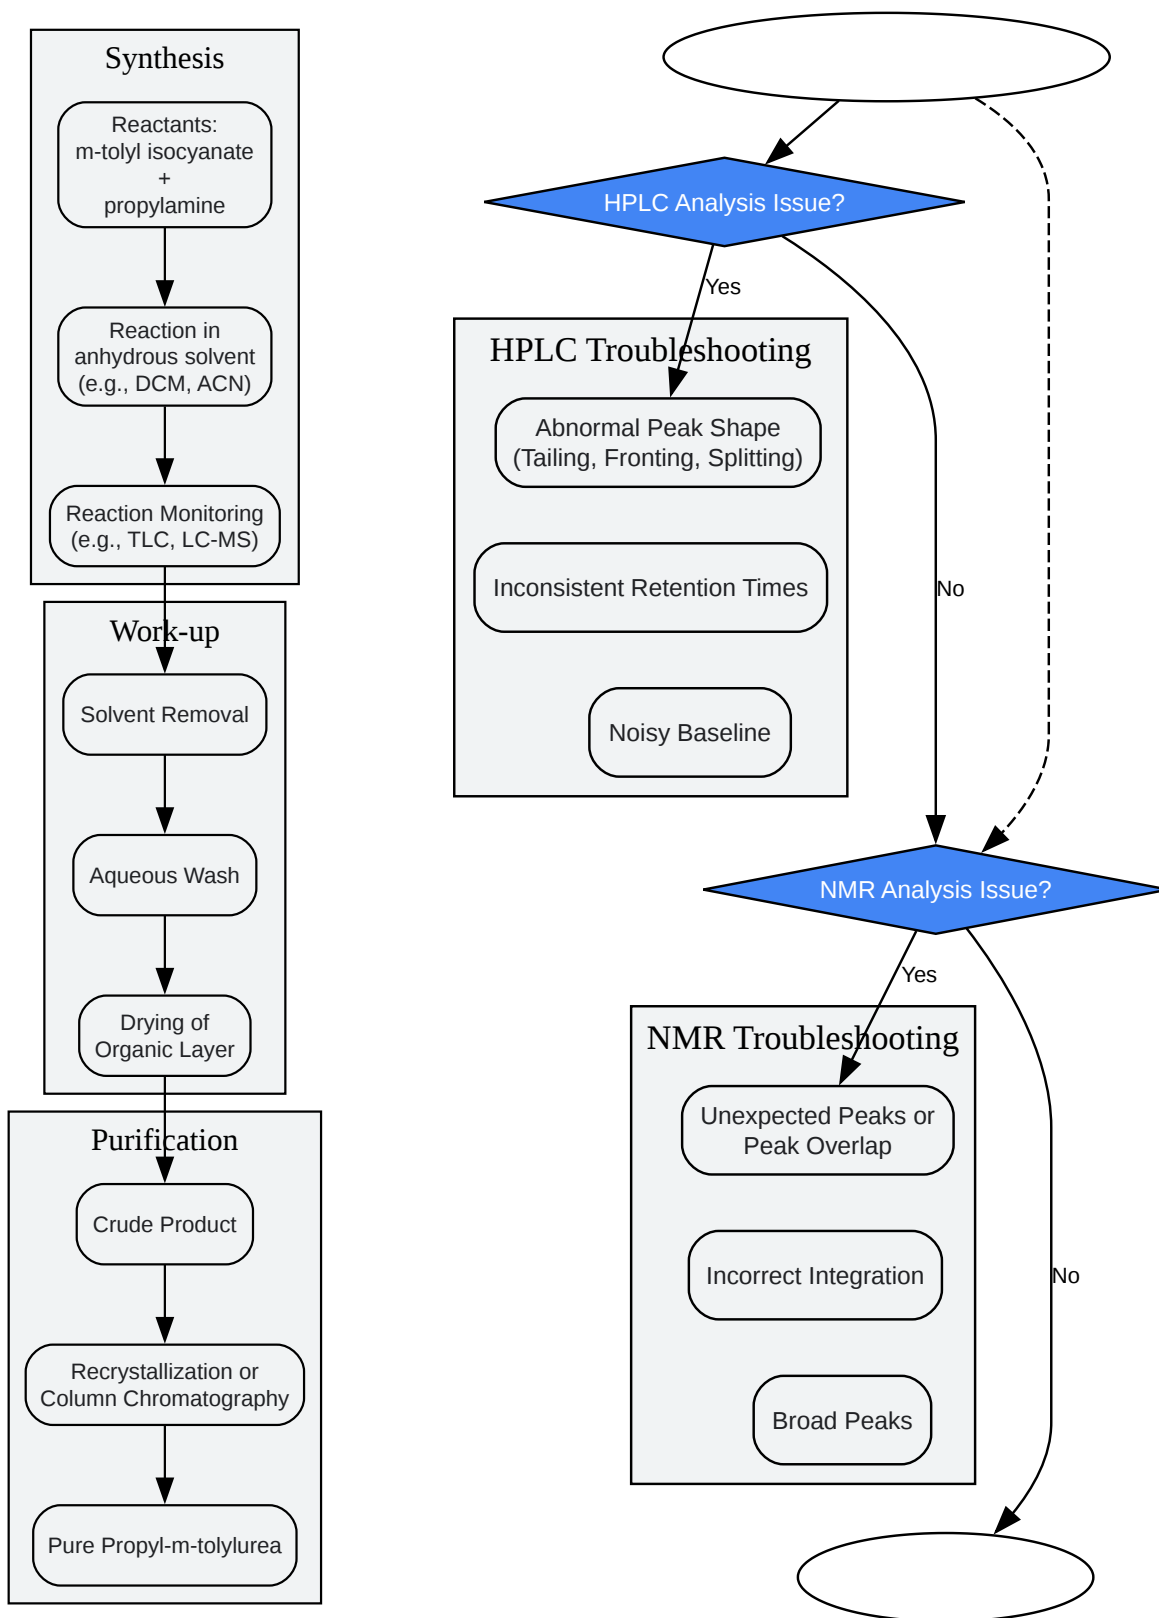 Synthesis
Reactants:
m-tolyl isocyanate
+
propylamine
Reaction in
anhydrous solvent
(e.g., DCM, ACN)
Reaction Monitoring
(e.g., TLC, LC-MS)
Work-up
Solvent Removal
Aqueous Wash
Drying of
Organic Layer
Purification
Crude Product
Recrystallization or
Column Chromatography
Pure Propyl-m-tolylurea
HPLC Analysis Issue?
Yes
No
HPLC Troubleshooting
Abnormal Peak Shape
(Tailing, Fronting, Splitting)
Inconsistent Retention Times
Noisy Baseline
NMR Analysis Issue?
Yes
No
NMR Troubleshooting
Unexpected Peaks or
Peak Overlap
Incorrect Integration
Broad Peaks